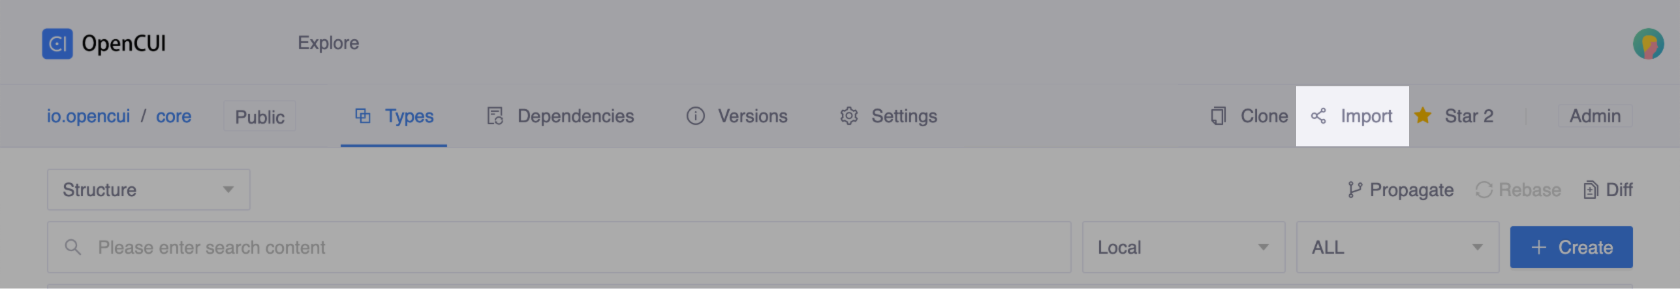 CI OpenCUI Explore
io.opencui / core Public Types Dependencies Versions Settings Clone Import Star 2 Admin
Structure Propagate Rebase Diff
Please enter search content Local ALL + Create